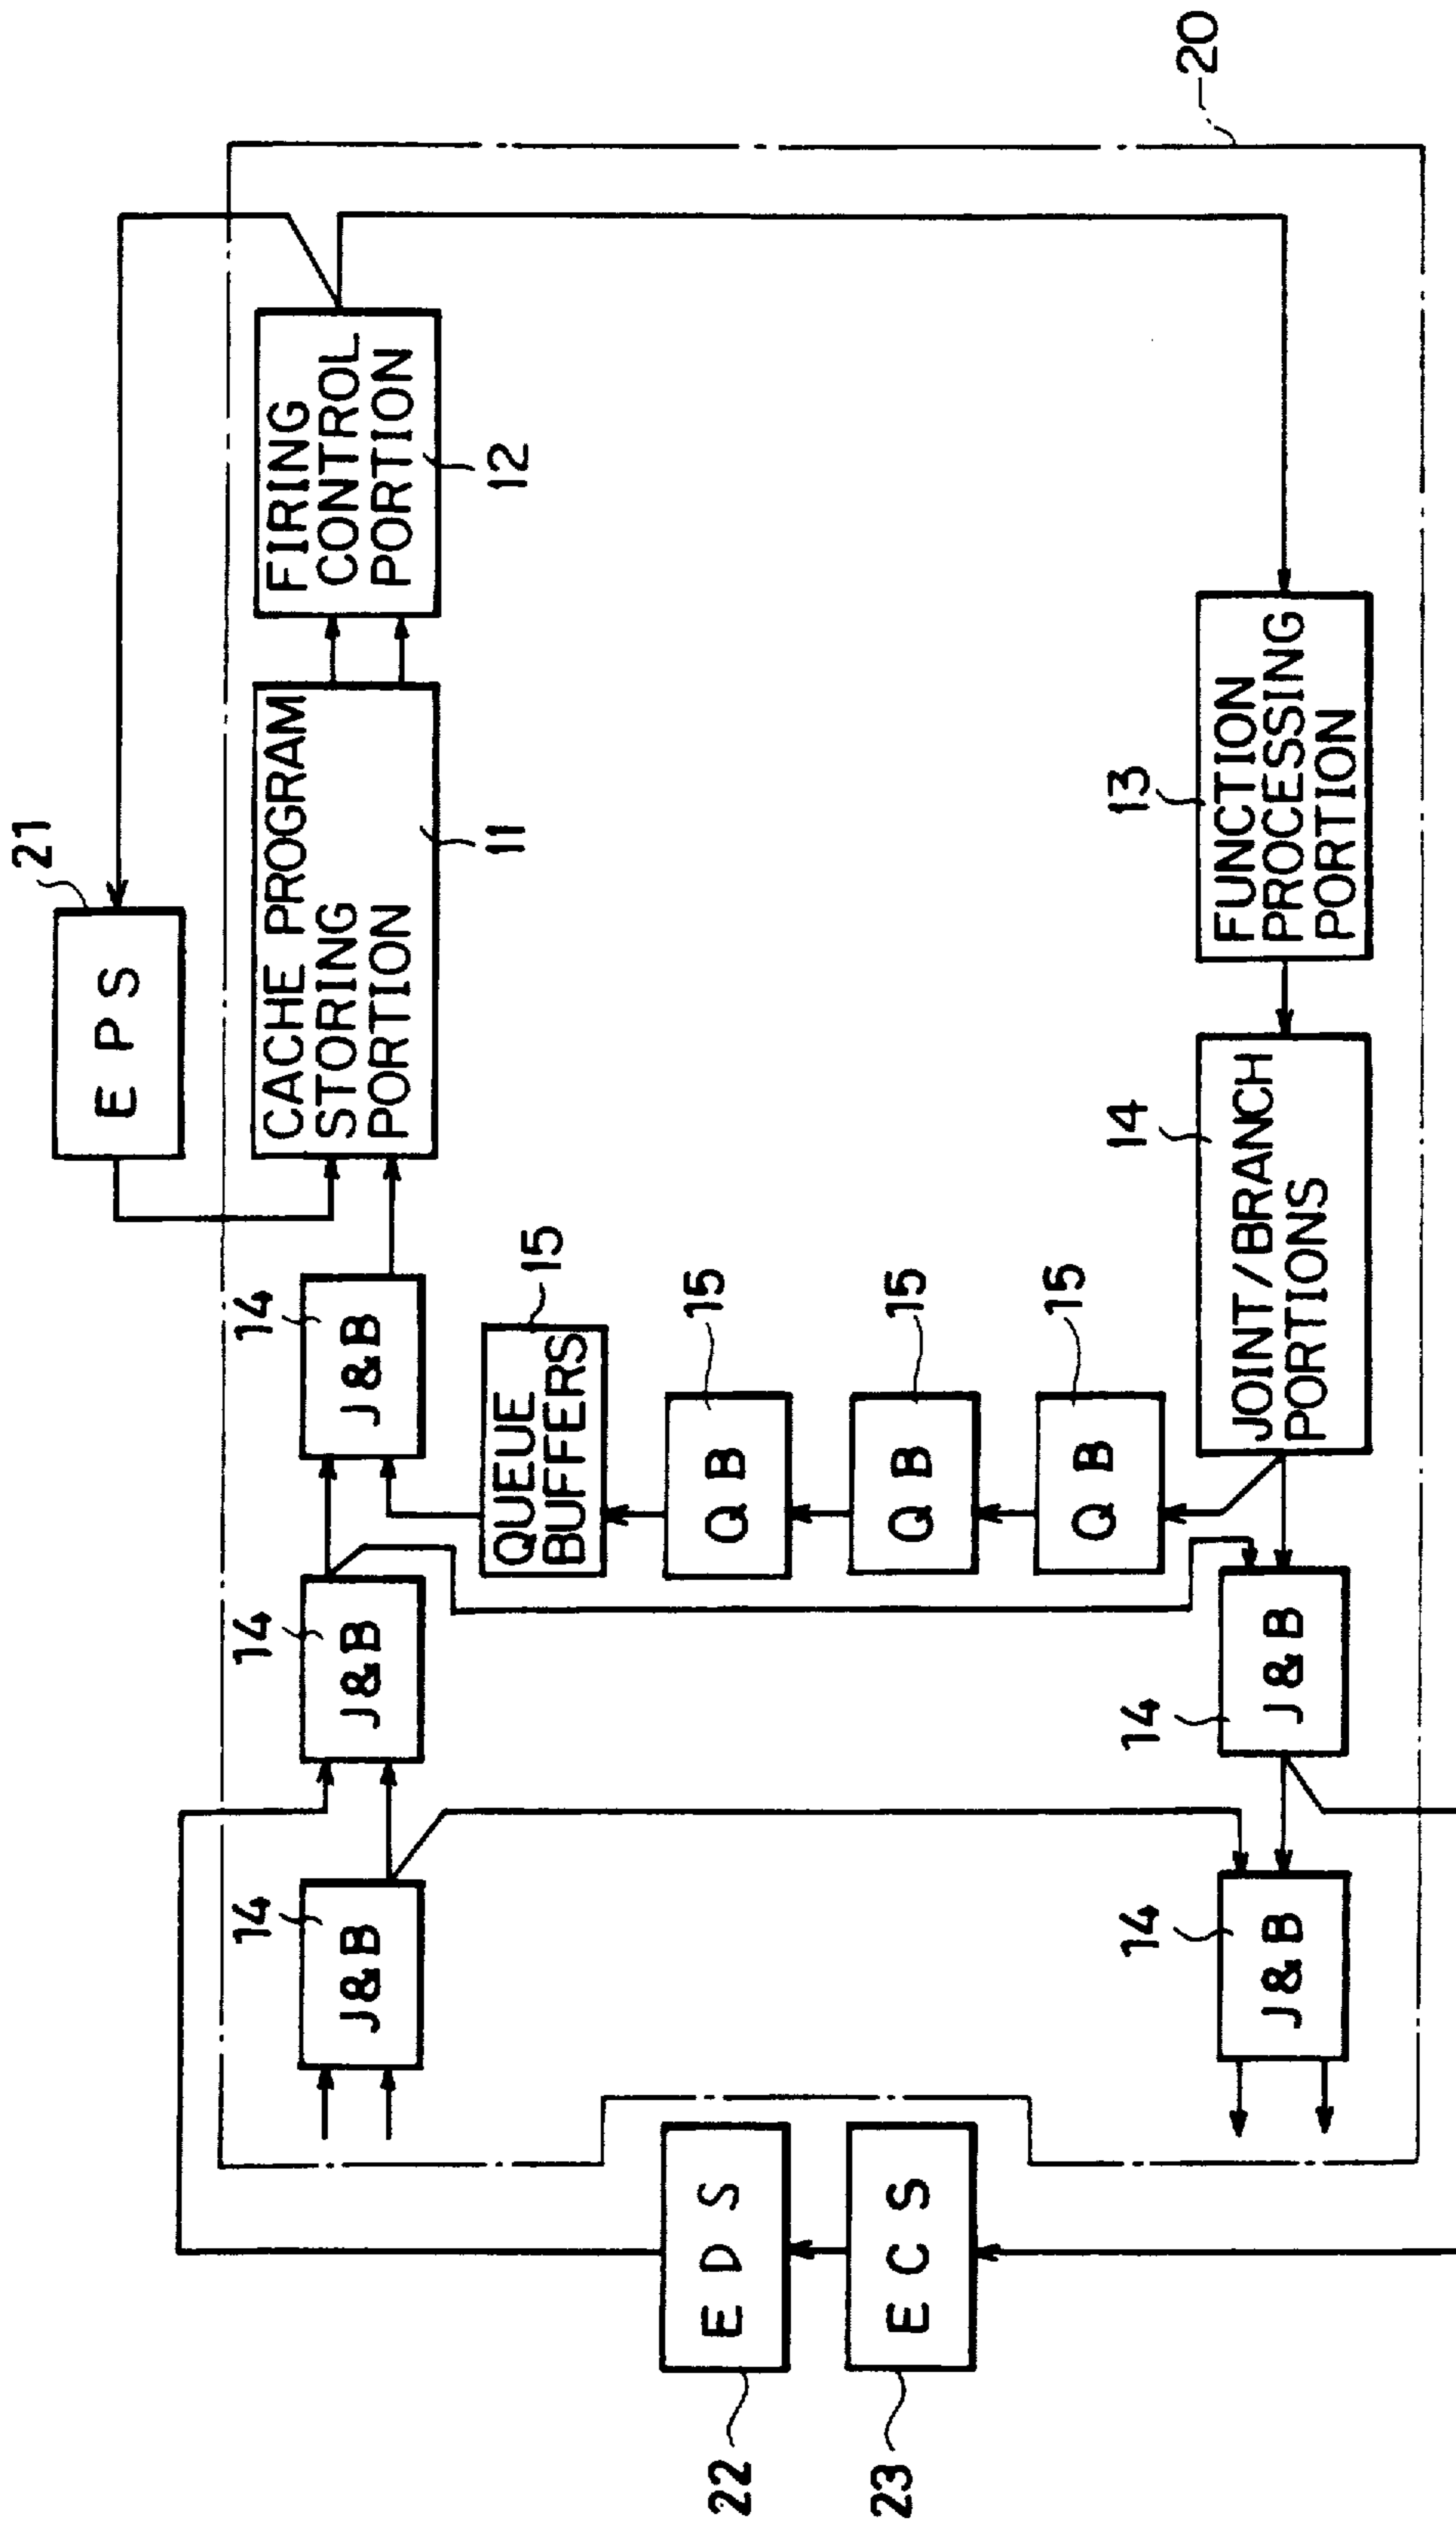 20
21
E P S
FIRING
CONTROL
PORTION
12
CACHE PROGRAM
STORING
PORTION
11
14
J&B
14
J&B
14
J&B
15
QUEUE
BUFFERS
15
Q B
15
Q B
15
Q B
13
FUNCTION
PROCESSING
PORTION
14
JOINT/BRANCH
PORTIONS
14
J&B
14
J&B
22
E D S
23
E C S